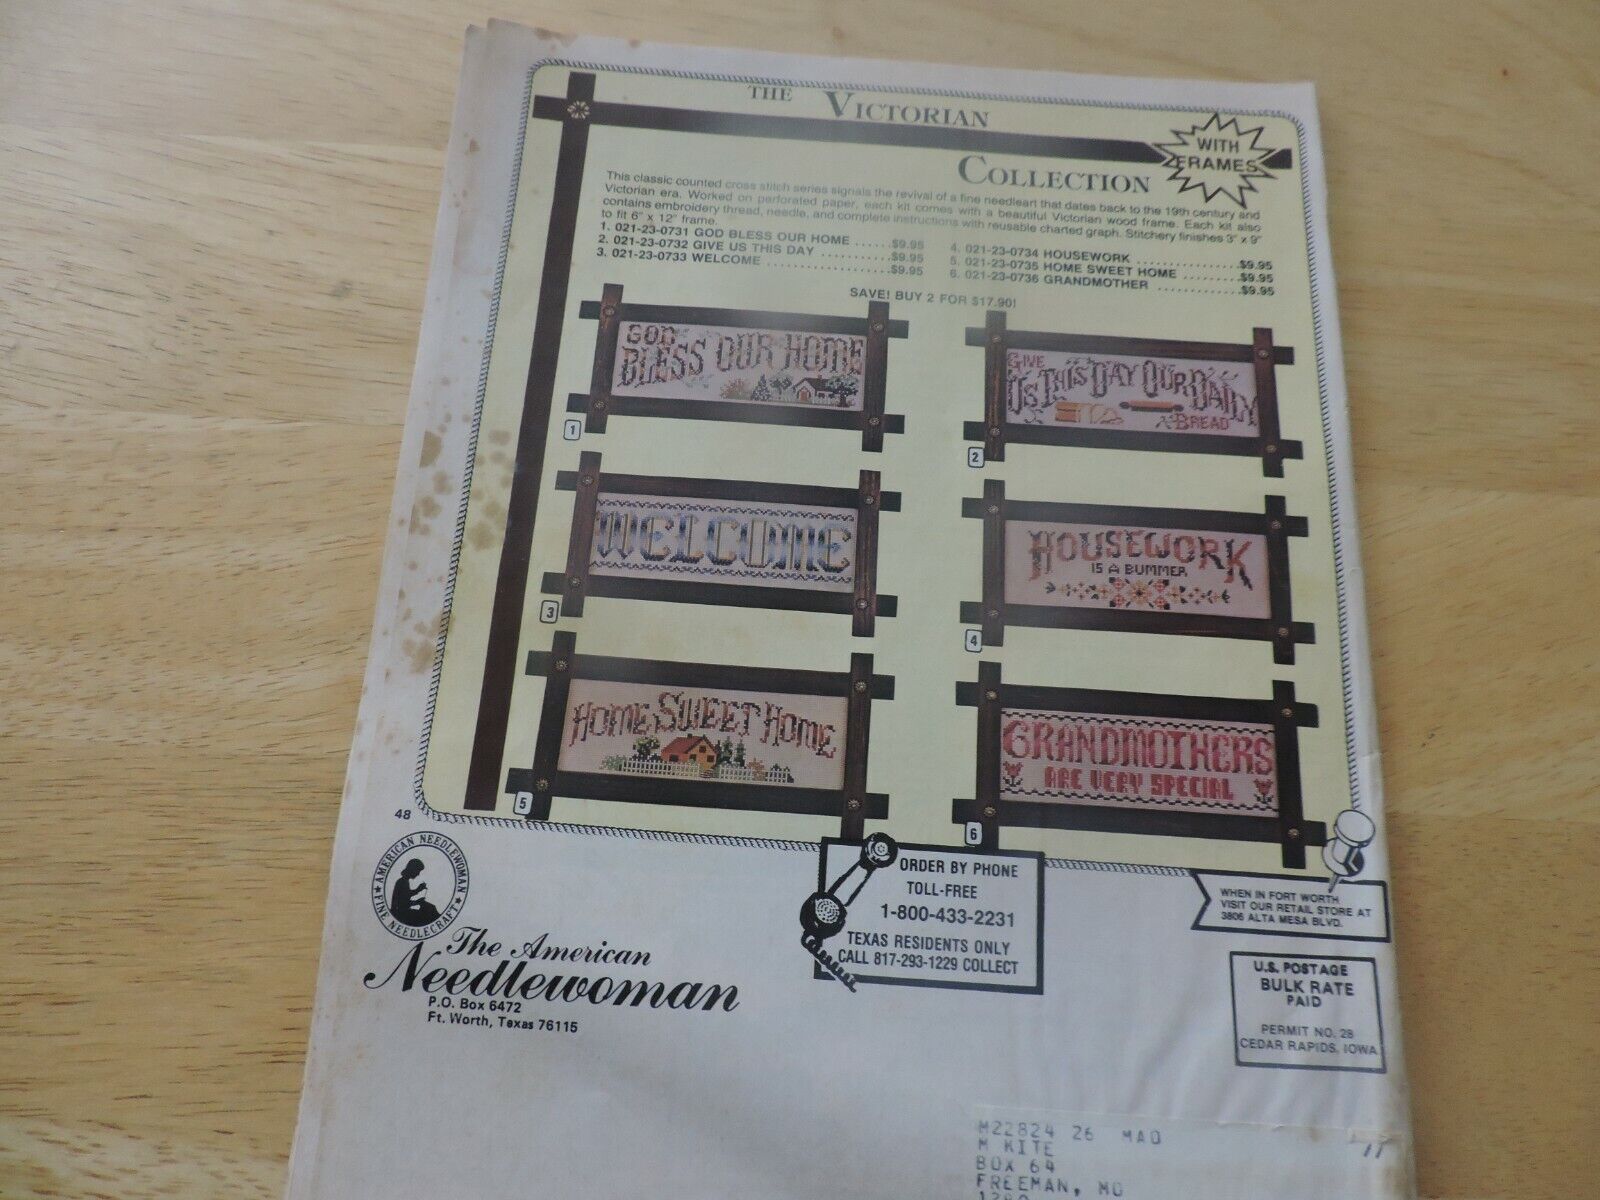 THE VICTORIAN
COLLECTION
WITH
FRAMES
This classic counted cross stitch series signals the revival of a fine needleart that dates back to the 19th century and
Victorian era. Worked on perforated paper, each kit comes with a beautiful Victorian wood frame. Each kit also
contains embroidery thread, needle, and complete instructions with reusable charted graph. Stitchery finishes 3" x 9"
to fit 6" x 12" frame.
1. 021-23-0731 GOD BLESS OUR HOME ......$9.95
2. 021-23-0732 GIVE US THIS DAY ...........$9.95
3. 021-23-0733 WELCOME ...................$9.95
4. 021-23-0734 HOUSEWORK ................$9.95
5. 021-23-0735 HOME SWEET HOME .........$9.95
6. 021-23-0736 GRANDMOTHER .............$9.95
SAVE! BUY 2 FOR $17.90!
GOD
BLESS OUR HOME
1
GIVE
US THIS DAY OUR DAILY
BREAD
2
WELCOME
3
HOUSEWORK
IS A BUMMER
4
HOME SWEET HOME
5
GRANDMOTHERS
ARE VERY SPECIAL
6
48
AMERICAN NEEDLEWOMAN
FINE NEEDLECRAFT
The American
Needlewoman
P.O. Box 6472
Ft. Worth, Texas 76115
ORDER BY PHONE
TOLL-FREE
1-800-433-2231
TEXAS RESIDENTS ONLY
CALL 817-293-1229 COLLECT
WHEN IN FORT WORTH
VISIT OUR RETAIL STORE AT
3806 ALTA MESA BLVD.
U.S. POSTAGE
BULK RATE
PAID
PERMIT NO. 28
CEDAR RAPIDS, IOWA
M22824 26 MAO
M KITE
BOX 64
FREEMAN, MO